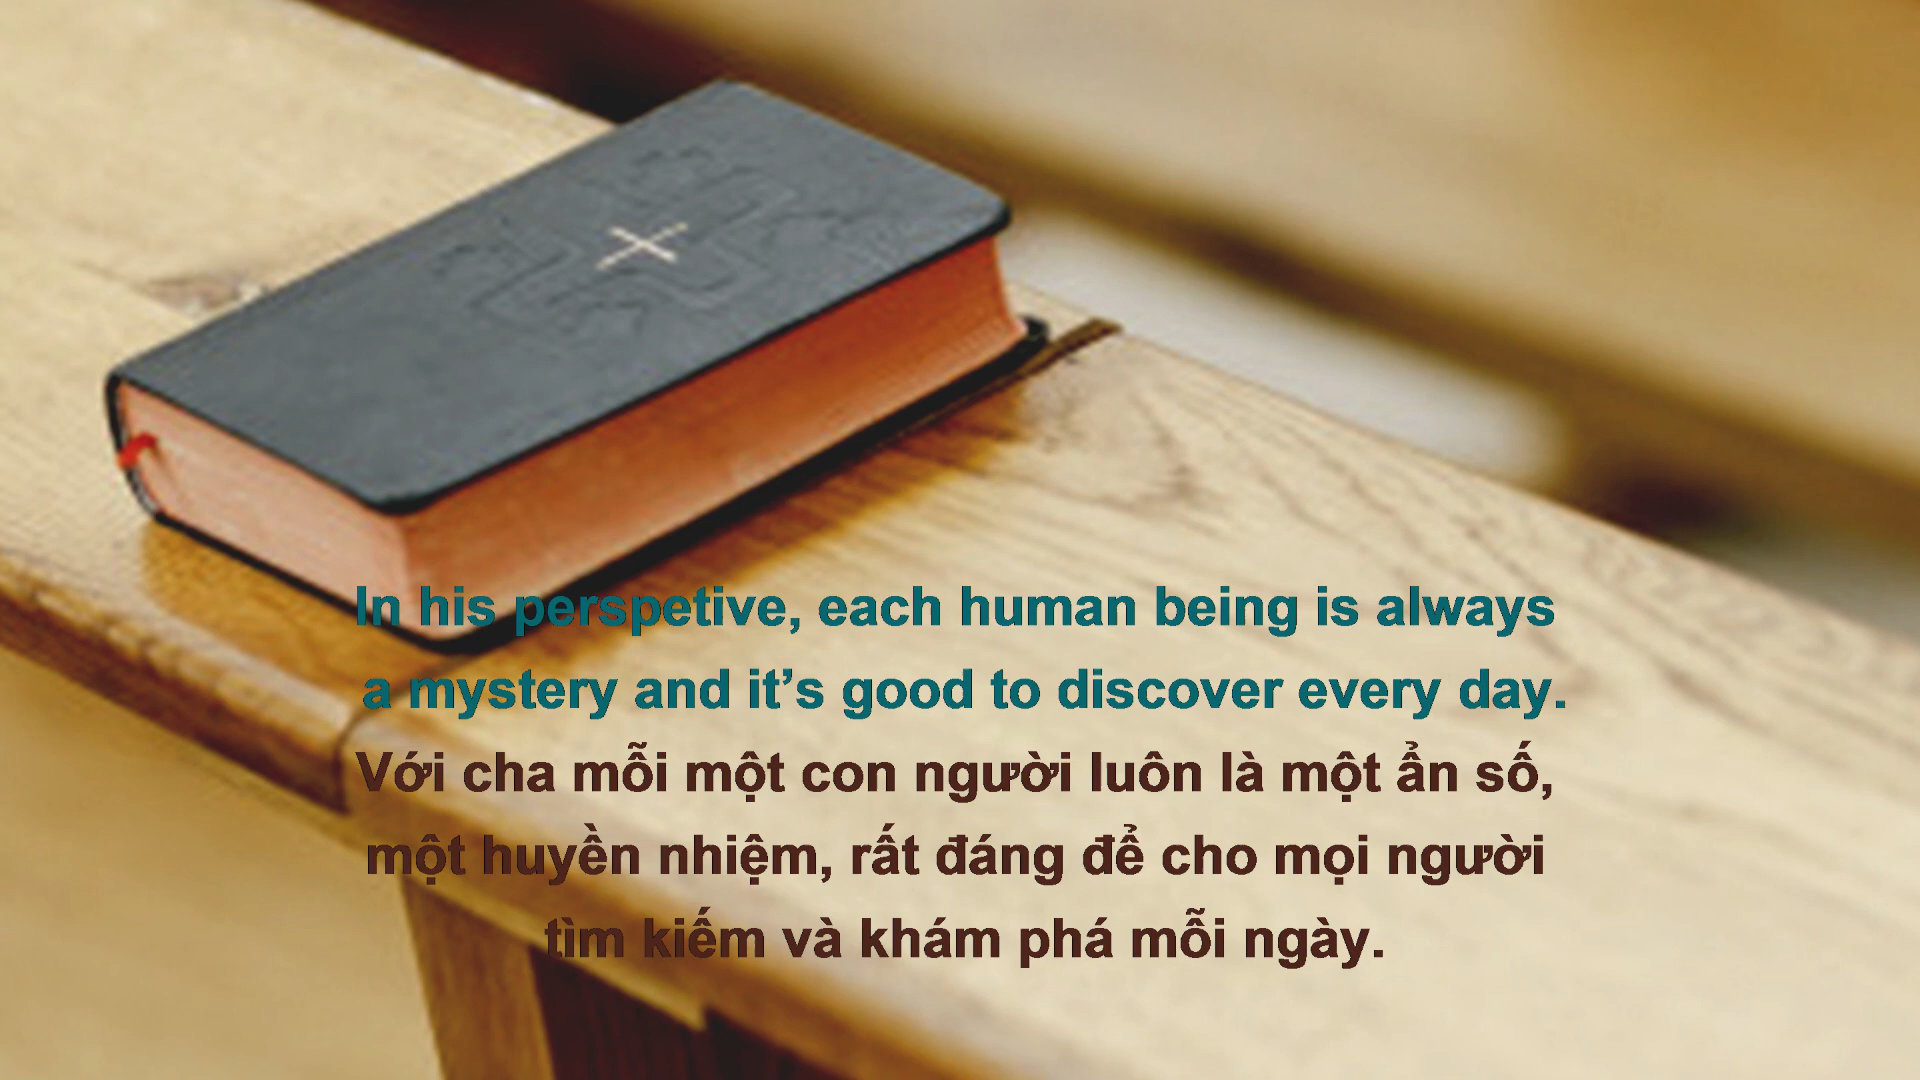 In his perspetive, each human being is always
a mystery and it’s good to discover every day.
Với cha mỗi một con người luôn là một ẩn số,
một huyền nhiệm, rất đáng để cho mọi người
tìm kiếm và khám phá mỗi ngày.